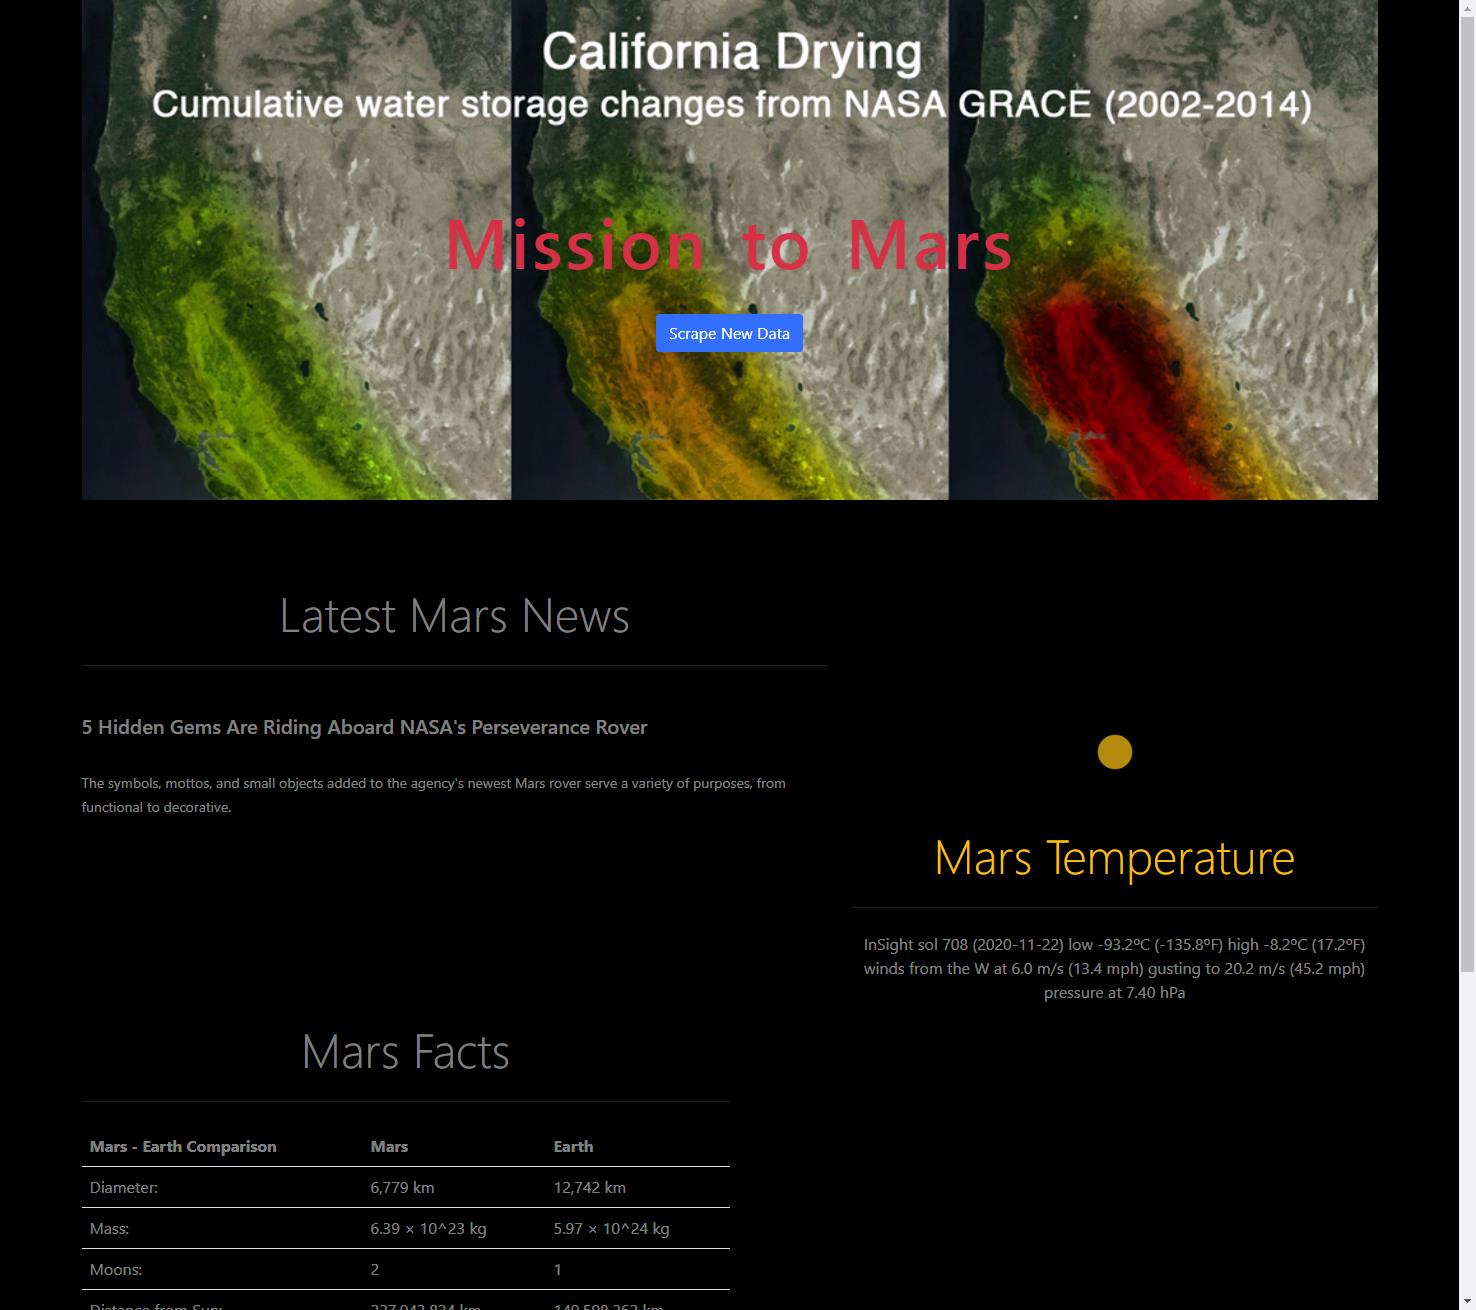 California Drying
Cumulative water storage changes from NASA GRACE (2002-2014)
Mission to Mars
Scrape New Data
Latest Mars News
5 Hidden Gems Are Riding Aboard NASA's Perseverance Rover
The symbols, mottos, and small objects added to the agency's newest Mars rover serve a variety of purposes, from
functional to decorative.
Mars Temperature
InSight sol 708 (2020-11-22) low -93.2ºC (-135.8ºF) high -8.2ºC (17.2ºF)
winds from the W at 6.0 m/s (13.4 mph) gusting to 20.2 m/s (45.2 mph)
pressure at 7.40 hPa
Mars Facts
Mars - Earth Comparison Mars Earth
Diameter: 6,779 km 12,742 km
Mass: 6.39 × 10^23 kg 5.97 × 10^24 kg
Moons: 2 1
Distance from Sun: